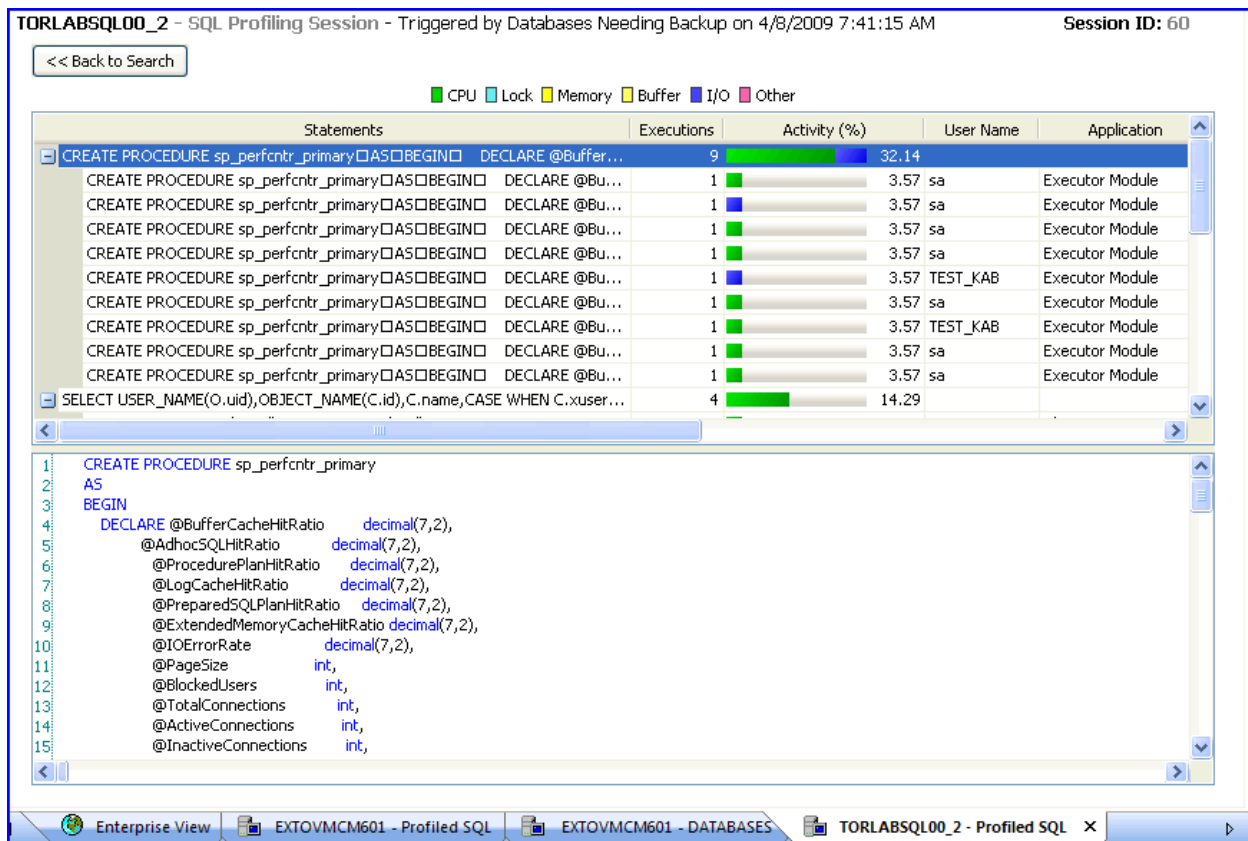 TORLABSQL00_2 - SQL Profiling Session - Triggered by Databases Needing Backup on 4/8/2009 7:41:15 AM Session ID: 60
<< Back to Search
CPU Lock Memory Buffer I/O Other
Statements Executions Activity (%) User Name Application
CREATE PROCEDURE sp_perfcntr_primary□AS□BEGIN□ DECLARE @Buffer... 9 32.14
CREATE PROCEDURE sp_perfcntr_primary□AS□BEGIN□ DECLARE @Bu... 1 3.57 sa Executor Module
CREATE PROCEDURE sp_perfcntr_primary□AS□BEGIN□ DECLARE @Bu... 1 3.57 sa Executor Module
CREATE PROCEDURE sp_perfcntr_primary□AS□BEGIN□ DECLARE @Bu... 1 3.57 sa Executor Module
CREATE PROCEDURE sp_perfcntr_primary□AS□BEGIN□ DECLARE @Bu... 1 3.57 sa Executor Module
CREATE PROCEDURE sp_perfcntr_primary□AS□BEGIN□ DECLARE @Bu... 1 3.57 TEST_KAB Executor Module
CREATE PROCEDURE sp_perfcntr_primary□AS□BEGIN□ DECLARE @Bu... 1 3.57 sa Executor Module
CREATE PROCEDURE sp_perfcntr_primary□AS□BEGIN□ DECLARE @Bu... 1 3.57 TEST_KAB Executor Module
CREATE PROCEDURE sp_perfcntr_primary□AS□BEGIN□ DECLARE @Bu... 1 3.57 sa Executor Module
CREATE PROCEDURE sp_perfcntr_primary□AS□BEGIN□ DECLARE @Bu... 1 3.57 sa Executor Module
SELECT USER_NAME(O.uid),OBJECT_NAME(C.id),C.name,CASE WHEN C.xuser... 4 14.29
1 CREATE PROCEDURE sp_perfcntr_primary
2 AS
3 BEGIN
4 DECLARE @BufferCacheHitRatio decimal(7,2),
5 @AdhocSQLHitRatio decimal(7,2),
6 @ProcedurePlanHitRatio decimal(7,2),
7 @LogCacheHitRatio decimal(7,2),
8 @PreparedSQLPlanHitRatio decimal(7,2),
9 @ExtendedMemoryCacheHitRatio decimal(7,2),
10 @IOErrorRate decimal(7,2),
11 @PageSize int,
12 @BlockedUsers int,
13 @TotalConnections int,
14 @ActiveConnections int,
15 @InactiveConnections int,
Enterprise View EXTOVMCM601 - Profiled SQL EXTOVMCM601 - DATABASES TORLABSQL00_2 - Profiled SQL X